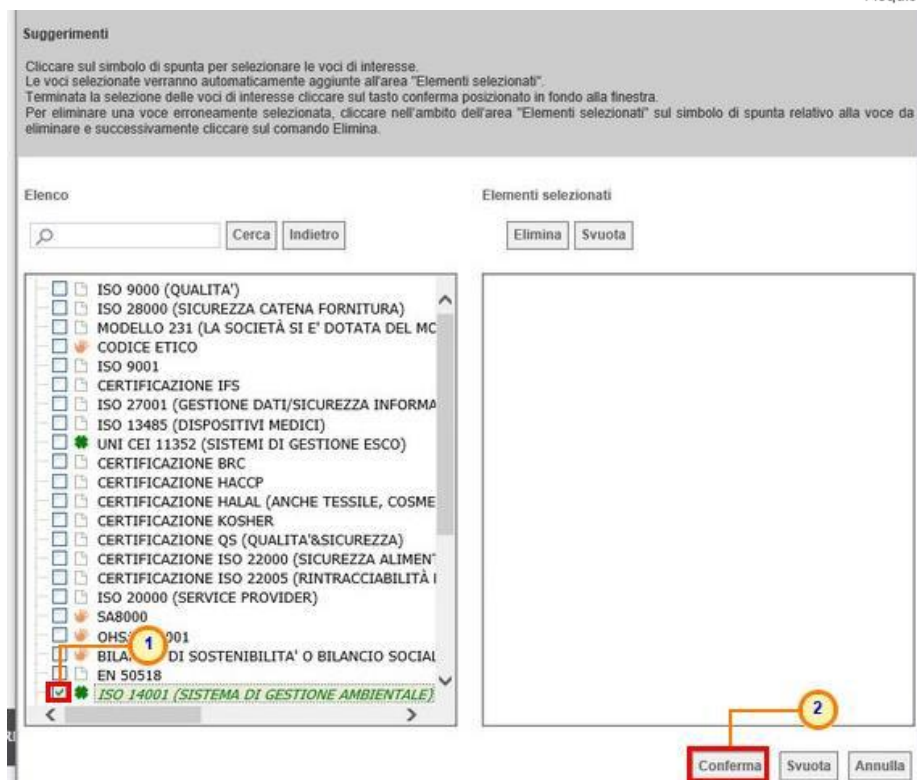 Suggerimenti
Cliccare sul simbolo di spunta per selezionare le voci di interesse.
Le voci selezionate verranno automaticamente aggiunte all'area "Elementi selezionati".
Terminata la selezione delle voci di interesse cliccare sul tasto conferma posizionato in fondo alla finestra.
Per eliminare una voce erroneamente selezionata, cliccare nell'ambito dell'area "Elementi selezionati" sul simbolo di spunta relativo alla voce da
eliminare e successivamente cliccare sul comando Elimina.
Elenco
Elementi selezionati
Cerca Indietro
Elimina Svuota
ISO 9000 (QUALITA')
ISO 28000 (SICUREZZA CATENA FORNITURA)
MODELLO 231 (LA SOCIETÀ SI E' DOTATA DEL MC
CODICE ETICO
ISO 9001
CERTIFICAZIONE IFS
ISO 27001 (GESTIONE DATI/SICUREZZA INFORMA
ISO 13485 (DISPOSITIVI MEDICI)
UNI CEI 11352 (SISTEMI DI GESTIONE ESCO)
CERTIFICAZIONE BRC
CERTIFICAZIONE HACCP
CERTIFICAZIONE HALAL (ANCHE TESSILE, COSME
CERTIFICAZIONE KOSHER
CERTIFICAZIONE QS (QUALITA'&SICUREZZA)
CERTIFICAZIONE ISO 22000 (SICUREZZA ALIMEN
CERTIFICAZIONE ISO 22005 (RINTRACCIABILITÀ
ISO 20000 (SERVICE PROVIDER)
SA8000
OHS 001
1
BILA DI SOSTENIBILITA' O BILANCIO SOCIAL
EN 50518
ISO 14001 (SISTEMA DI GESTIONE AMBIENTALE)
2
Conferma Svuota Annulla